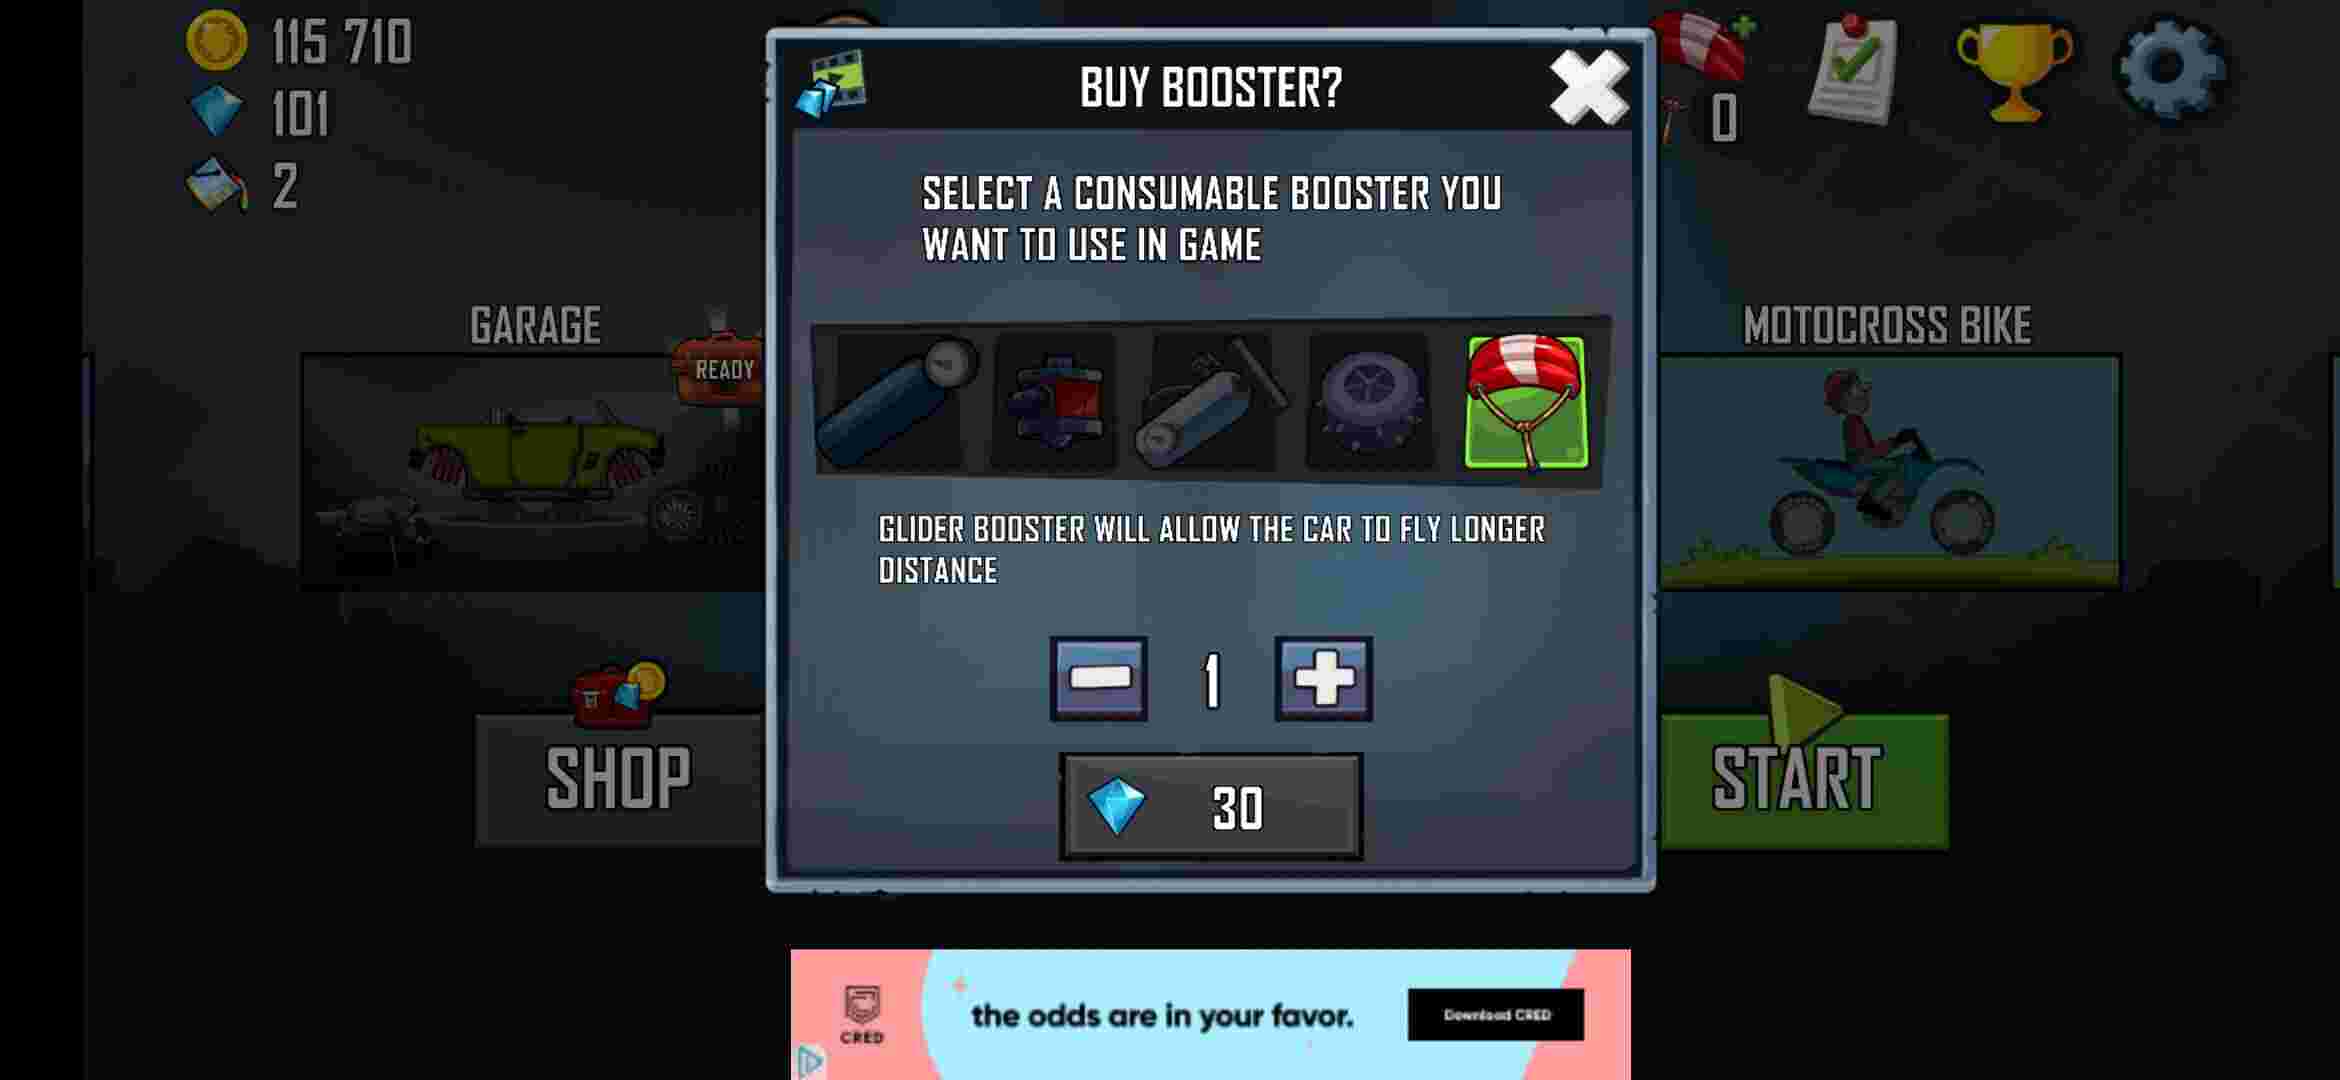 115 710
101
2
BUY BOOSTER?
0
SELECT A CONSUMABLE BOOSTER YOU
WANT TO USE IN GAME
GARAGE
READY
MOTOCROSS BIKE
GLIDER BOOSTER WILL ALLOW THE CAR TO FLY LONGER
DISTANCE
1
SHOP
30
START
CRED
the odds are in your favor.
Download CRED